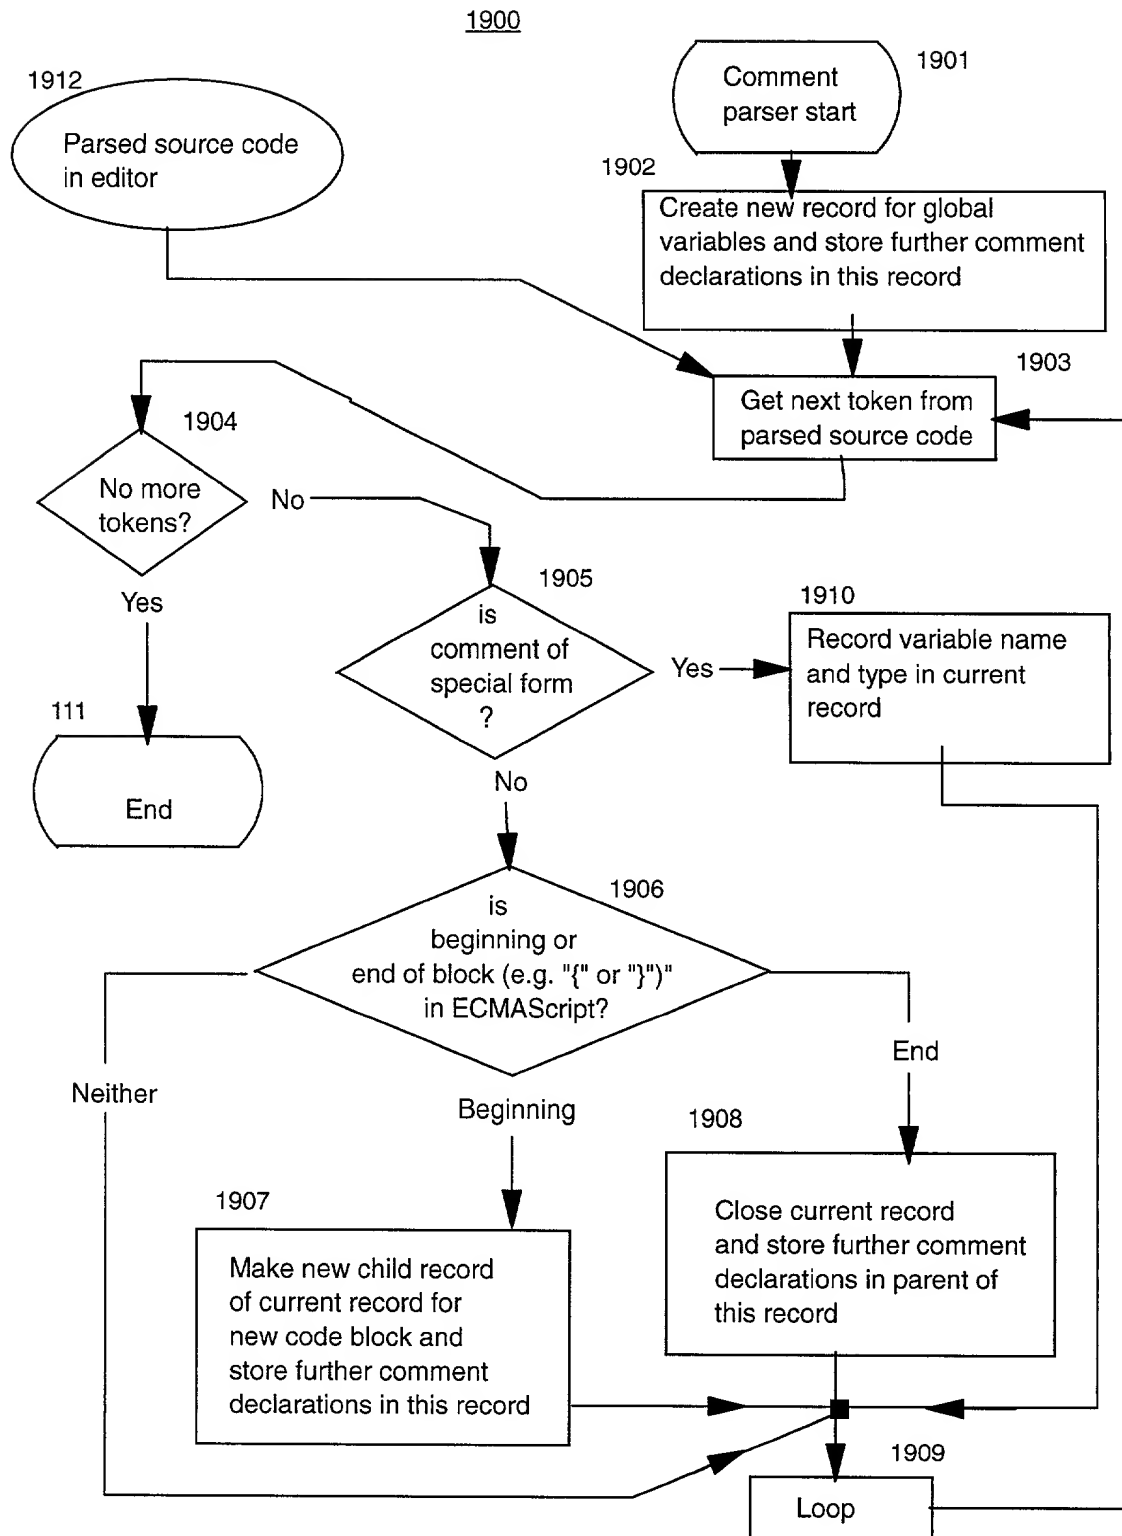 1900
1901
Comment
parser start
1912
Parsed source code
in editor
1902
Create new record for global
variables and store further comment
declarations in this record
1903
Get next token from
parsed source code
1904
No more
tokens?
No
Yes
1905
is
comment of
special form
?
Yes
No
1910
Record variable name
and type in current
record
111
End
1906
is
beginning or
end of block (e.g. "{" or "}")"
in ECMAScript?
Neither
Beginning
End
1907
Make new child record
of current record for
new code block and
store further comment
declarations in this record
1908
Close current record
and store further comment
declarations in parent of
this record
1909
Loop